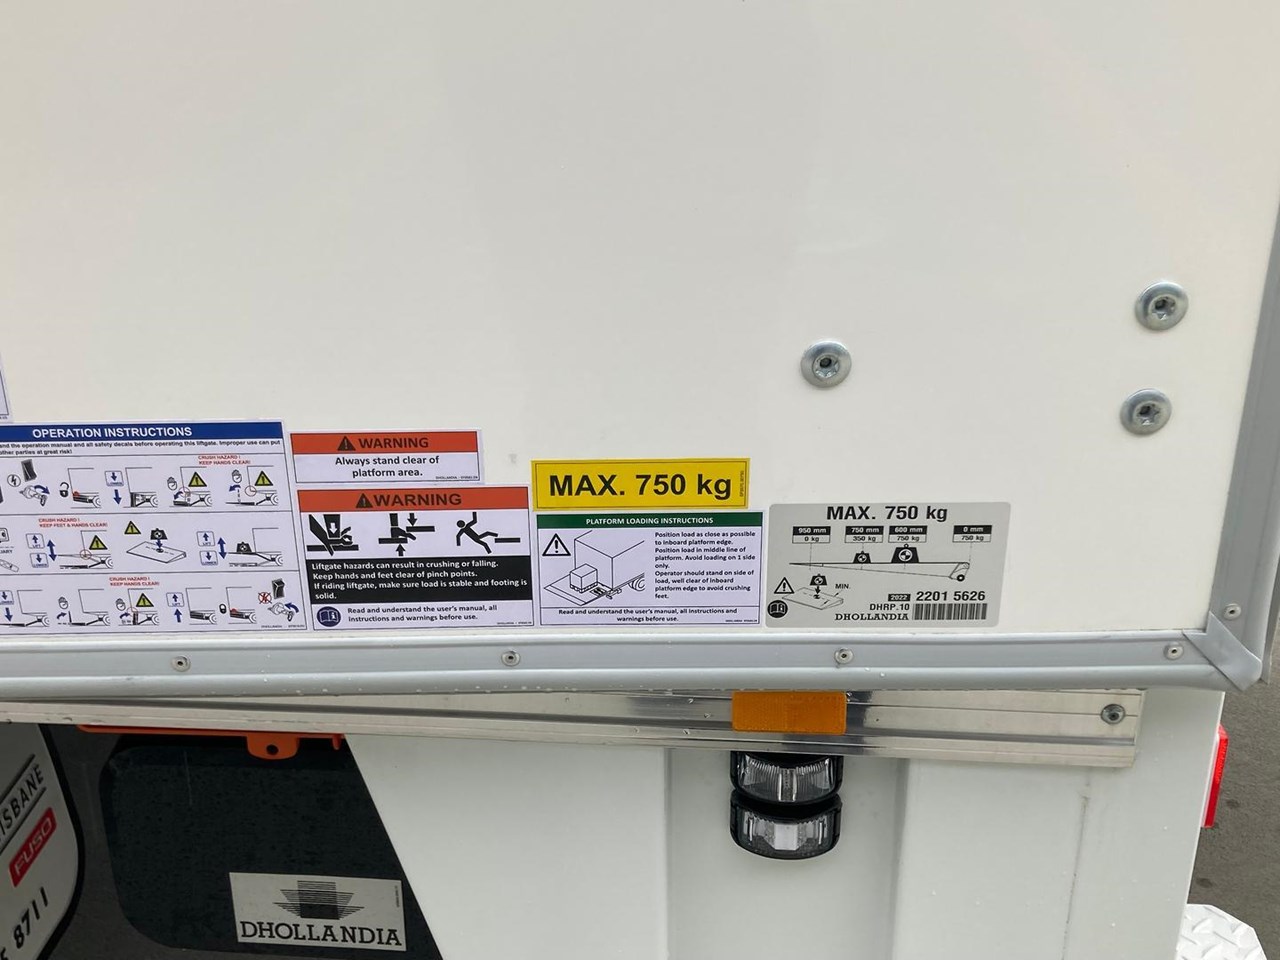 OPERATION INSTRUCTIONS
and the operation manual and all safety decals before operating this liftgate. Improper use can put
other parties at great risk!
CRUSH HAZARD !
KEEP HANDS CLEAR!
CRUSH HAZARD !
KEEP FEET & HANDS CLEAR!
CRUSH HAZARD !
KEEP HANDS CLEAR!
WARNING
Always stand clear of
platform area.
WARNING
Liftgate hazards can result in crushing or falling.
Keep hands and feet clear of pinch points.
If riding liftgate, make sure load is stable and footing is
solid.
Read and understand the user's manual, all
instructions and warnings before use.
MAX. 750 kg
PLATFORM LOADING INSTRUCTIONS
Position load as close as possible
to inboard platform edge.
Position load in middle line of
platform. Avoid loading on 1 side
only.
Operator should stand on side of
load, well clear of inboard
platform edge to avoid crushing
feet.
Read and understand the user's manual, all instructions and
warnings before use.
MAX. 750 kg
950 mm 750 mm 600 mm 0 mm
0 kg 350 kg 750 kg 750 kg
MIN.
2022 2201 5626
DHRP.10
DHOLLANDIA
ISBANE
FUSO
8711
DHOLLANDIA